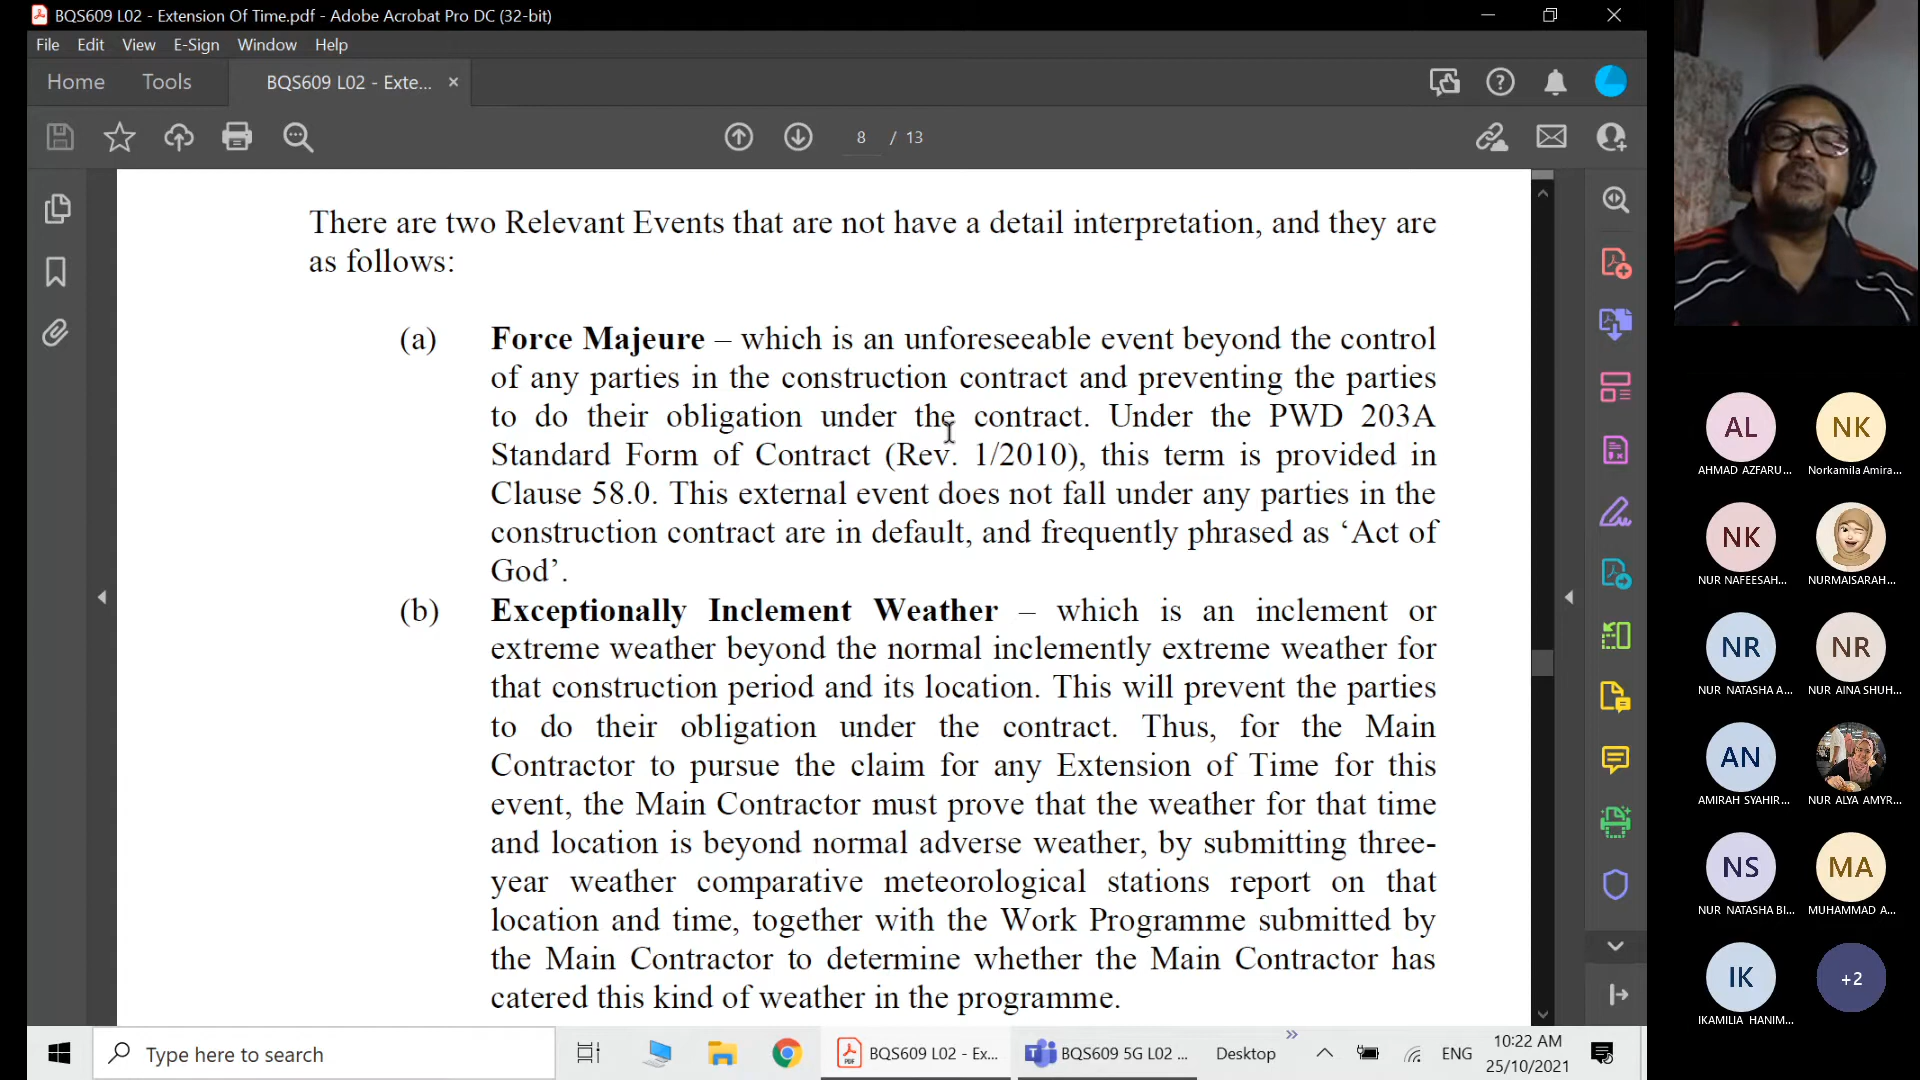 BQS609 L02 - Extension Of Time.pdf - Adobe Acrobat Pro DC (32-bit)
File Edit View E-Sign Window Help
Home Tools BQS609 L02 - Exte... ×
8 / 13
There are two Relevant Events that are not have a detail interpretation, and they are
as follows:
(a) Force Majeure – which is an unforeseeable event beyond the control
of any parties in the construction contract and preventing the parties
to do their obligation under the contract. Under the PWD 203A
Standard Form of Contract (Rev. 1/2010), this term is provided in
Clause 58.0. This external event does not fall under any parties in the
construction contract are in default, and frequently phrased as ‘Act of
God’.
(b) Exceptionally Inclement Weather – which is an inclement or
extreme weather beyond the normal inclemently extreme weather for
that construction period and its location. This will prevent the parties
to do their obligation under the contract. Thus, for the Main
Contractor to pursue the claim for any Extension of Time for this
event, the Main Contractor must prove that the weather for that time
and location is beyond normal adverse weather, by submitting three-
year weather comparative meteorological stations report on that
location and time, together with the Work Programme submitted by
the Main Contractor to determine whether the Main Contractor has
catered this kind of weather in the programme.
AL NK
AHMAD AZFARU... Norkamila Amira...
NK
NUR NAFEESAH... NURMAISARAH...
NR NR
NUR NATASHA A... NUR AINA SHUH...
AN
AMIRAH SYAHIR... NUR ALYA AMYR...
NS MA
NUR NATASHA BI... MUHAMMAD A...
IK +2
IKAMILIA HANIM...
Type here to search
BQS609 L02 - Ex...
BQS609 5G L02 ...
Desktop
ENG
10:22 AM
25/10/2021